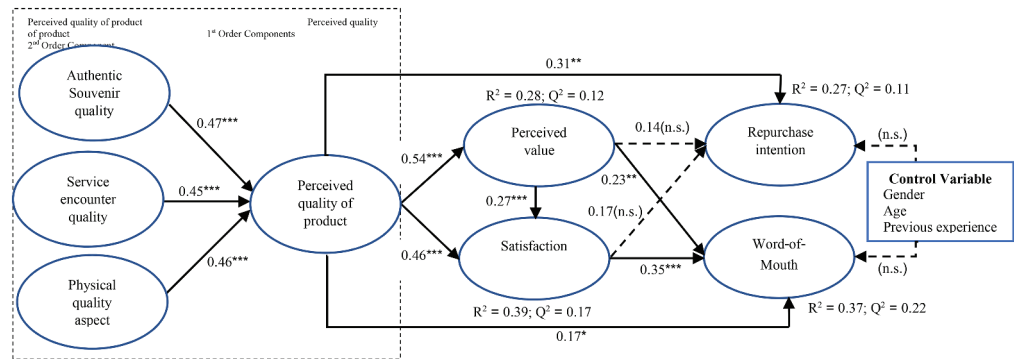 Perceived quality of product
of product
2nd Order Component
1st Order Components
Perceived quality
Authentic
Souvenir
quality
Service
encounter
quality
Physical
quality
aspect
0.47***
0.45***
0.46***
Perceived
quality of
product
0.54***
0.46***
0.31**
R² = 0.28; Q² = 0.12
Perceived
value
0.27***
Satisfaction
R² = 0.39; Q² = 0.17
0.17*
0.14(n.s.)
0.23**
0.17(n.s.)
0.35***
R² = 0.27; Q² = 0.11
Repurchase
intention
Word-of-
Mouth
R² = 0.37; Q² = 0.22
(n.s.)
Control Variable
Gender
Age
Previous experience
(n.s.)